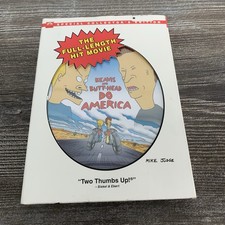 SPECIAL COLLECTOR'S EDITION
THE
FULL-LENGTH
HIT MOVIE
BEAVIS
AND
BUTT-HEAD
DO
AMERICA
MIKE JUDGE
"Two Thumbs Up!"
- Siskel & Ebert